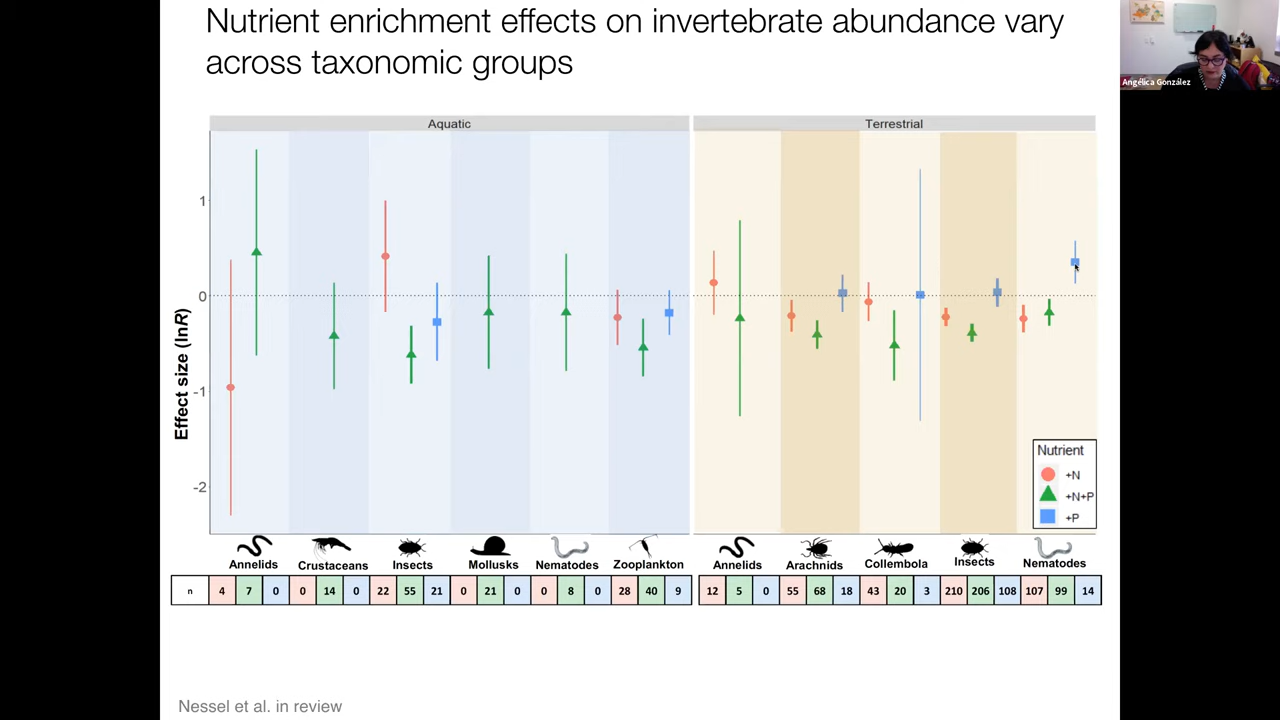 Nutrient enrichment effects on invertebrate abundance vary
across taxonomic groups
Angélica González
Aquatic
Terrestrial
Effect size (lnR)
1
0
-1
-2
Nutrient
+N
+N+P
+P
Annelids Crustaceans Insects Mollusks Nematodes Zooplankton Annelids Arachnids Collembola Insects Nematodes
n 4 7 0 0 14 0 22 55 21 0 21 0 0 8 0 28 40 9 12 5 0 55 68 18 43 20 3 210 206 108 107 99 14
Nessel et al. in review